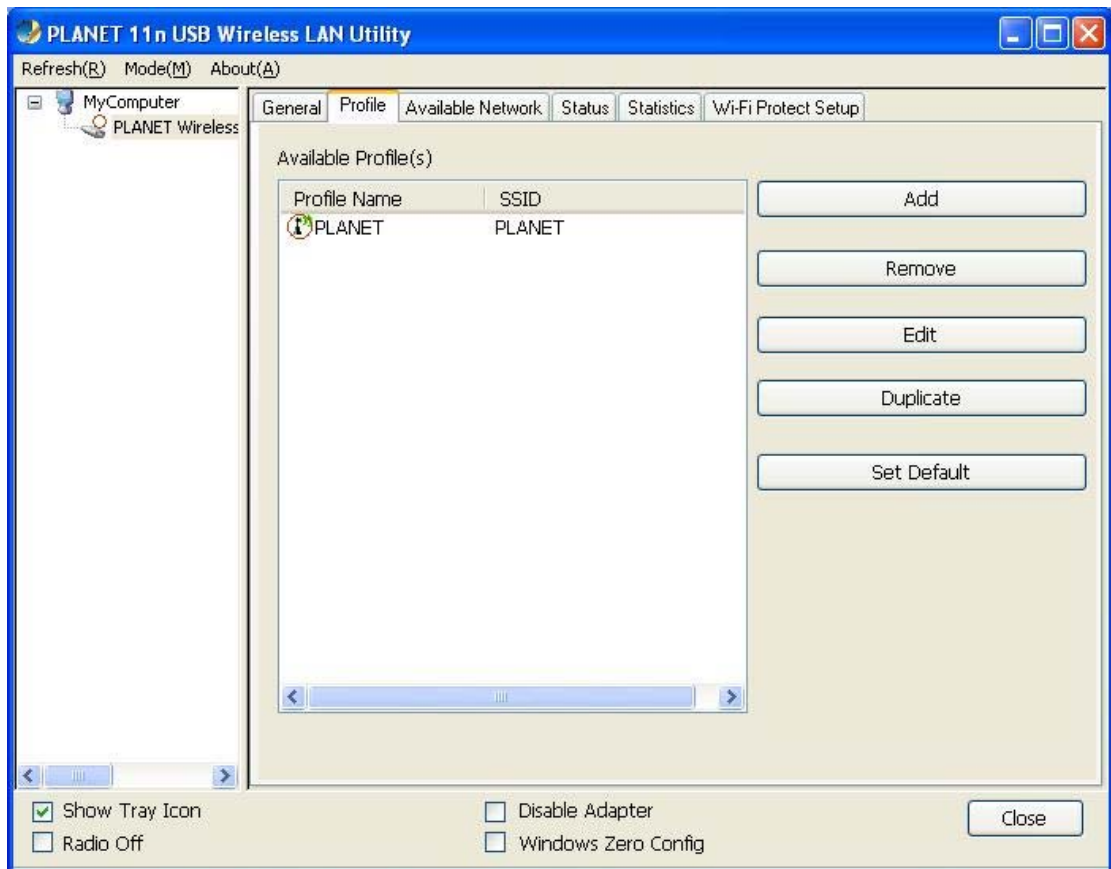 PLANET 11n USB Wireless LAN Utility
Refresh(R) Mode(M) About(A)
MyComputer
PLANET Wireless
General Profile Available Network Status Statistics Wi-Fi Protect Setup
Available Profile(s)
Profile Name SSID
PLANET PLANET
Add
Remove
Edit
Duplicate
Set Default
Show Tray Icon
Radio Off
Disable Adapter
Windows Zero Config
Close